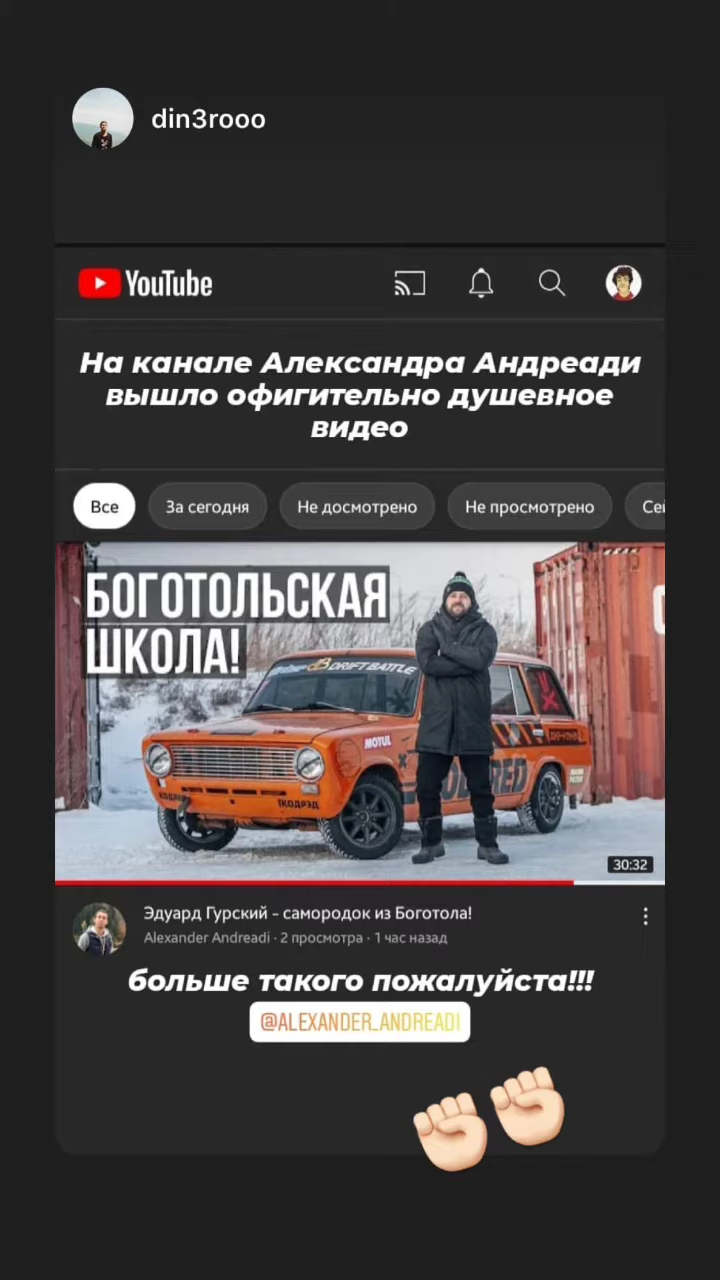 din3rooo
YouTube
На канале Александра Андреади
вышло офигительно душевное
видео
Все
За сегодня
Не досмотрено
Не просмотрено
БОГОТОЛЬСКАЯ
ШКОЛА!
DRIFT BATTLE
MOTUL
1КОДРЭД
30:32
Эдуард Гурский - самородок из Боготола!
Alexander Andreadi · 2 просмотра · 1 час назад
больше такого пожалуйста!!!
@ALEXANDER_ANDREADI